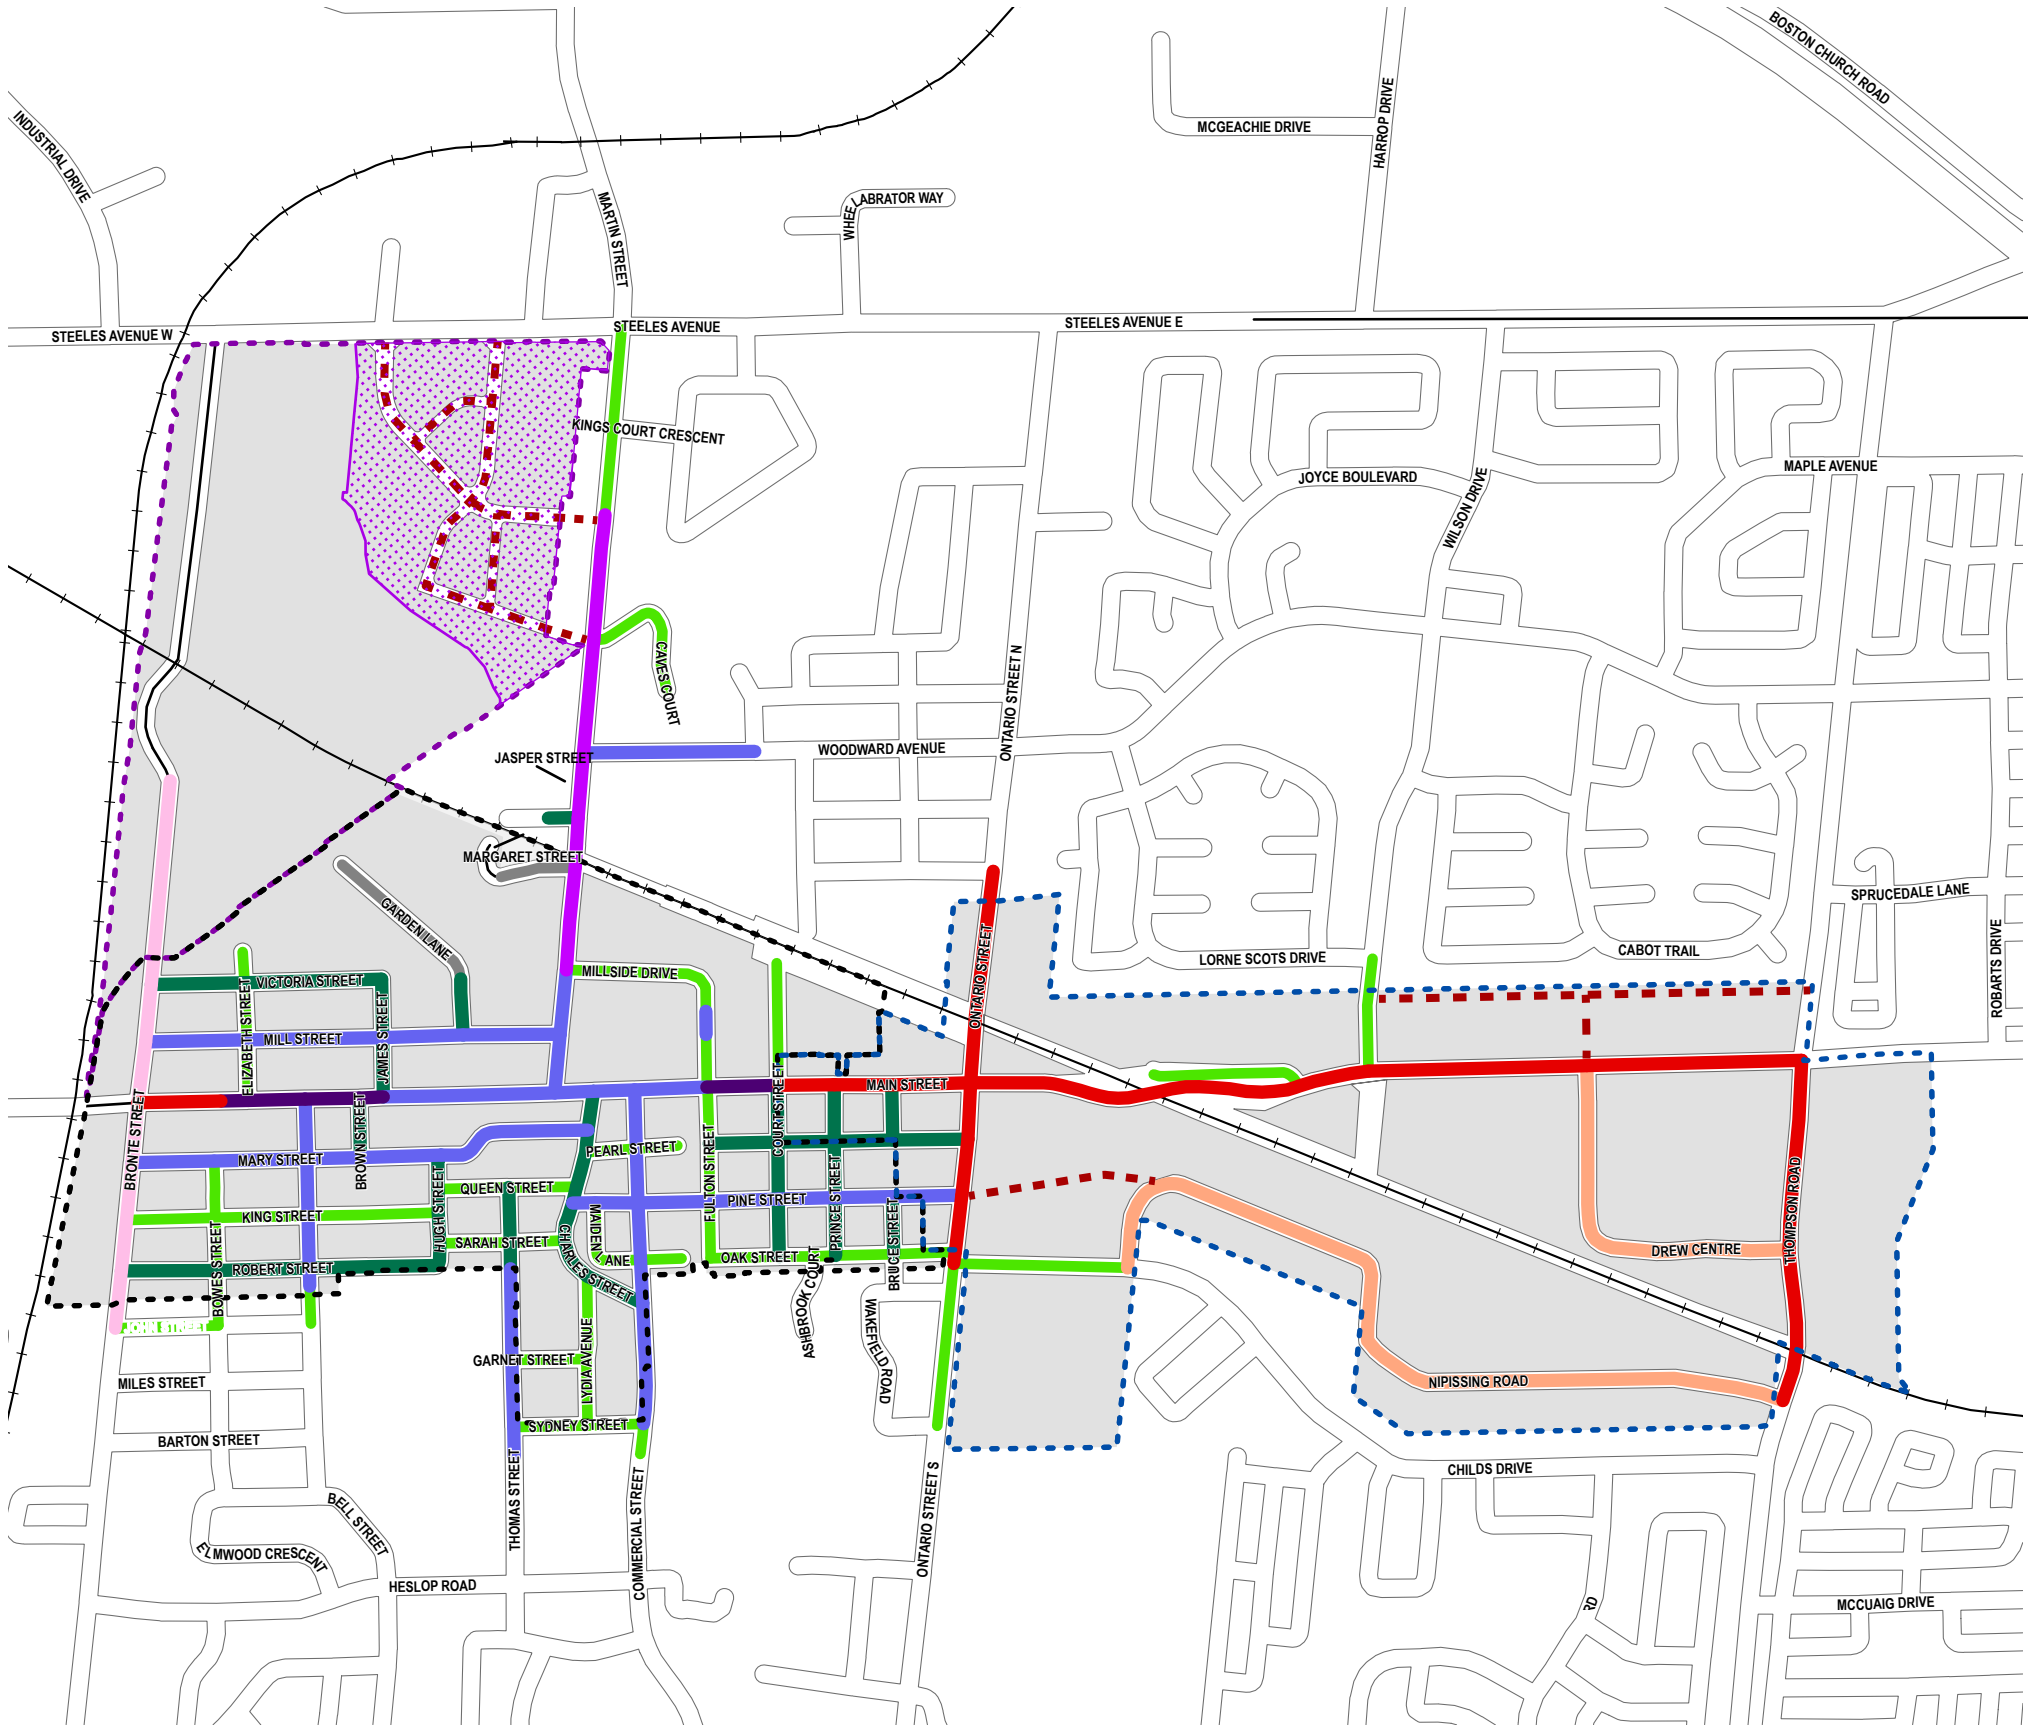 BOSTON CHURCH ROAD
INDUSTRIAL DRIVE
MCGEACHIE DRIVE
HARROP DRIVE
MARTIN STREET
WHEELABRATOR WAY
STEELES AVENUE W
STEELES AVENUE
STEELES AVENUE E
KINGS COURT CRESCENT
JOYCE BOULEVARD
MAPLE AVENUE
WILSON DRIVE
CAVES COURT
ONTARIO STREET N
JASPER STREET
WOODWARD AVENUE
MARGARET STREET
GARDEN LANE
SPRUCEDALE LANE
ROBARTS DRIVE
CABOT TRAIL
LORNE SCOTS DRIVE
ONTARIO STREET
MILLSIDE DRIVE
VICTORIA STREET
ELIZABETH STREET
JAMES STREET
MILL STREET
MAIN STREET
COURT STREET
BRONTE STREET
BROWN STREET
MARY STREET
PEARL STREET
FULTON STREET
QUEEN STREET
PINE STREET
PRINCE STREET
BRUCE STREET
KING STREET
HUGH STREET
SARAH STREET
MAIDEN LANE
CHARLES STREET
OAK STREET
ASHBROOK COURT
WAKEFIELD ROAD
ROBERT STREET
BOWES STREET
JOHN STREET
THOMPSON ROAD
DREW CENTRE
NIPISSING ROAD
GARNET STREET
LYDIA AVENUE
MILES STREET
SYDNEY STREET
BARTON STREET
THOMAS STREET
COMMERCIAL STREET
ONTARIO STREET S
CHILDS DRIVE
BELL STREET
ELMWOOD CRESCENT
HESLOP ROAD
RD
MCCUAIG DRIVE